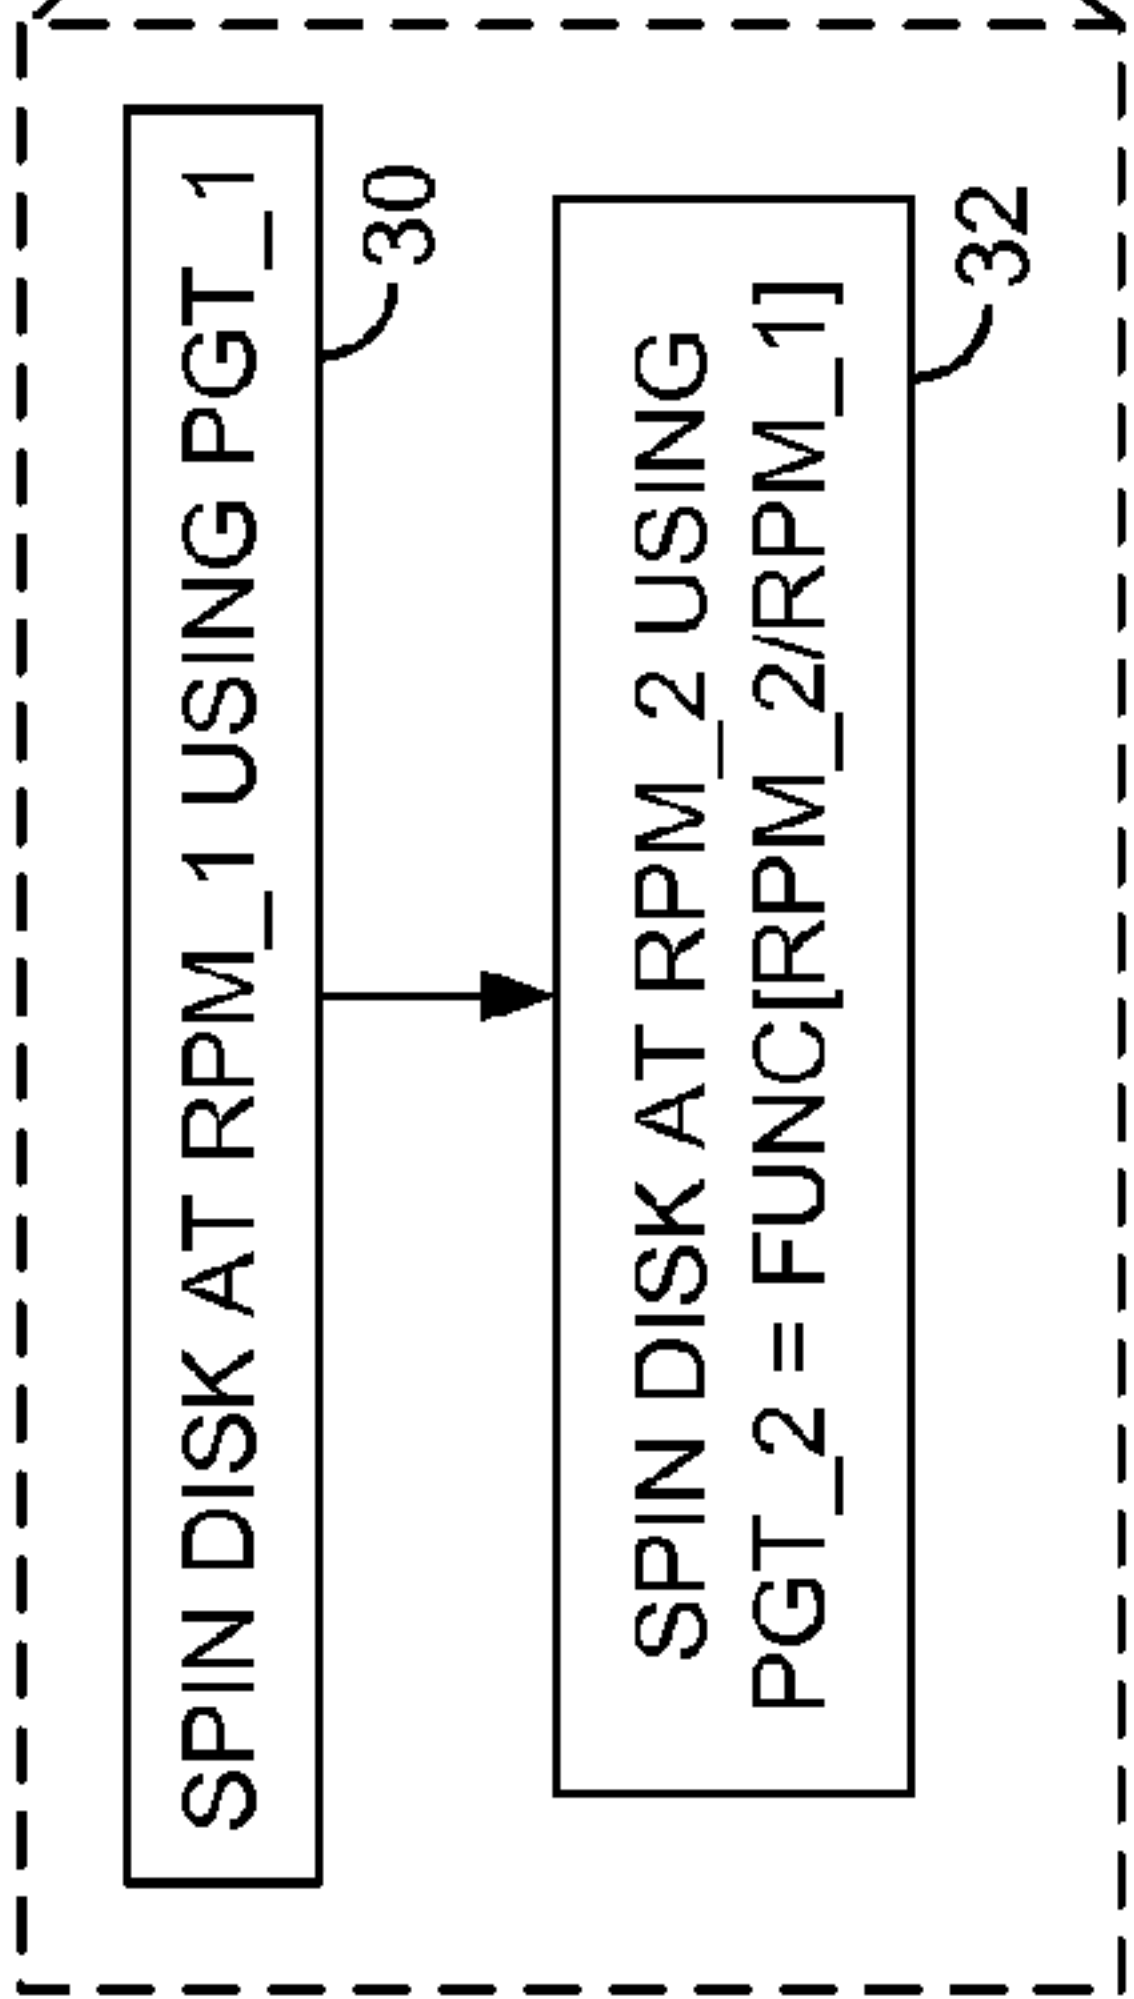 SPIN DISK AT RPM_1 USING PGT_1
30
SPIN DISK AT RPM_2 USING
PGT_2 = FUNC[RPM_2/RPM_1]
32